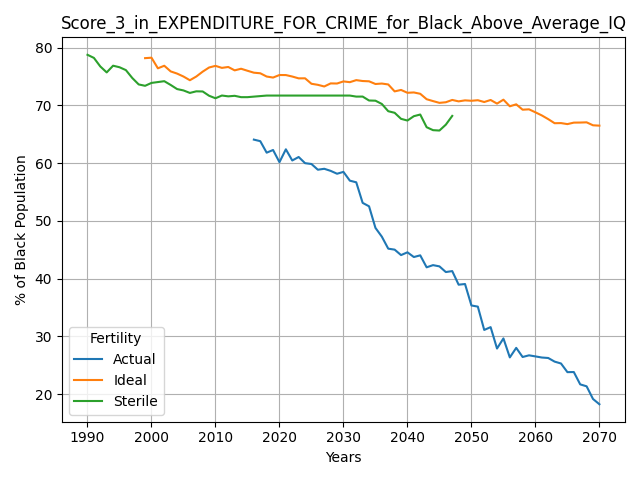 Score_3_in_EXPENDITURE_FOR_CRIME_for_Black_Above_Average_IQ
80
70
60
50
40
30
20
% of Black Population
Fertility
Actual
Ideal
Sterile
1990 2000 2010 2020 2030 2040 2050 2060 2070
Years